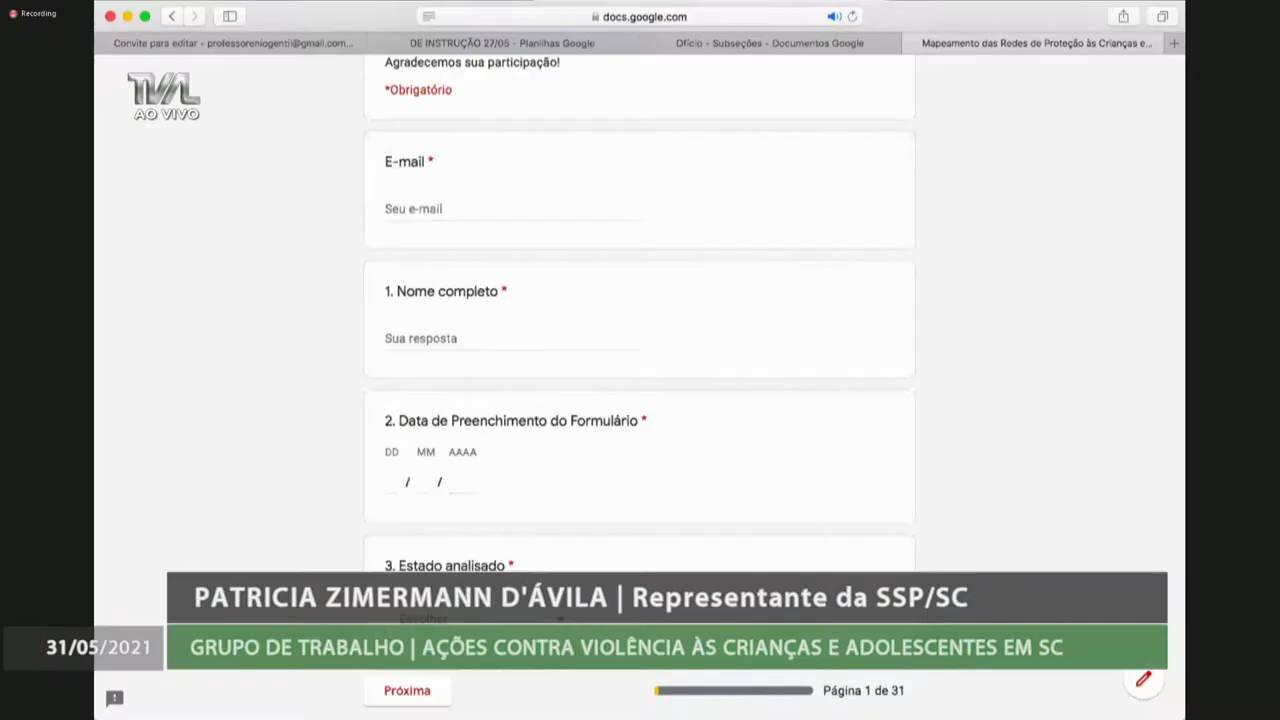 Recording
docs.google.com
Convite para editar - professoreniogentil@gmail.com...
DE INSTRUÇÃO 27/05 - Planilhas Google
Ofício - Subseções - Documentos Google
Mapeamento das Redes de Proteção às Crianças e...
TVAL
AO VIVO
Agradecemos sua participação!
*Obrigatório
E-mail *
Seu e-mail
1. Nome completo *
Sua resposta
2. Data de Preenchimento do Formulário *
DD MM AAAA
/ /
3. Estado analisado *
Escolher
PATRICIA ZIMERMANN D'ÁVILA | Representante da SSP/SC
31/05/2021
GRUPO DE TRABALHO | AÇÕES CONTRA VIOLÊNCIA ÀS CRIANÇAS E ADOLESCENTES EM SC
Próxima
Página 1 de 31